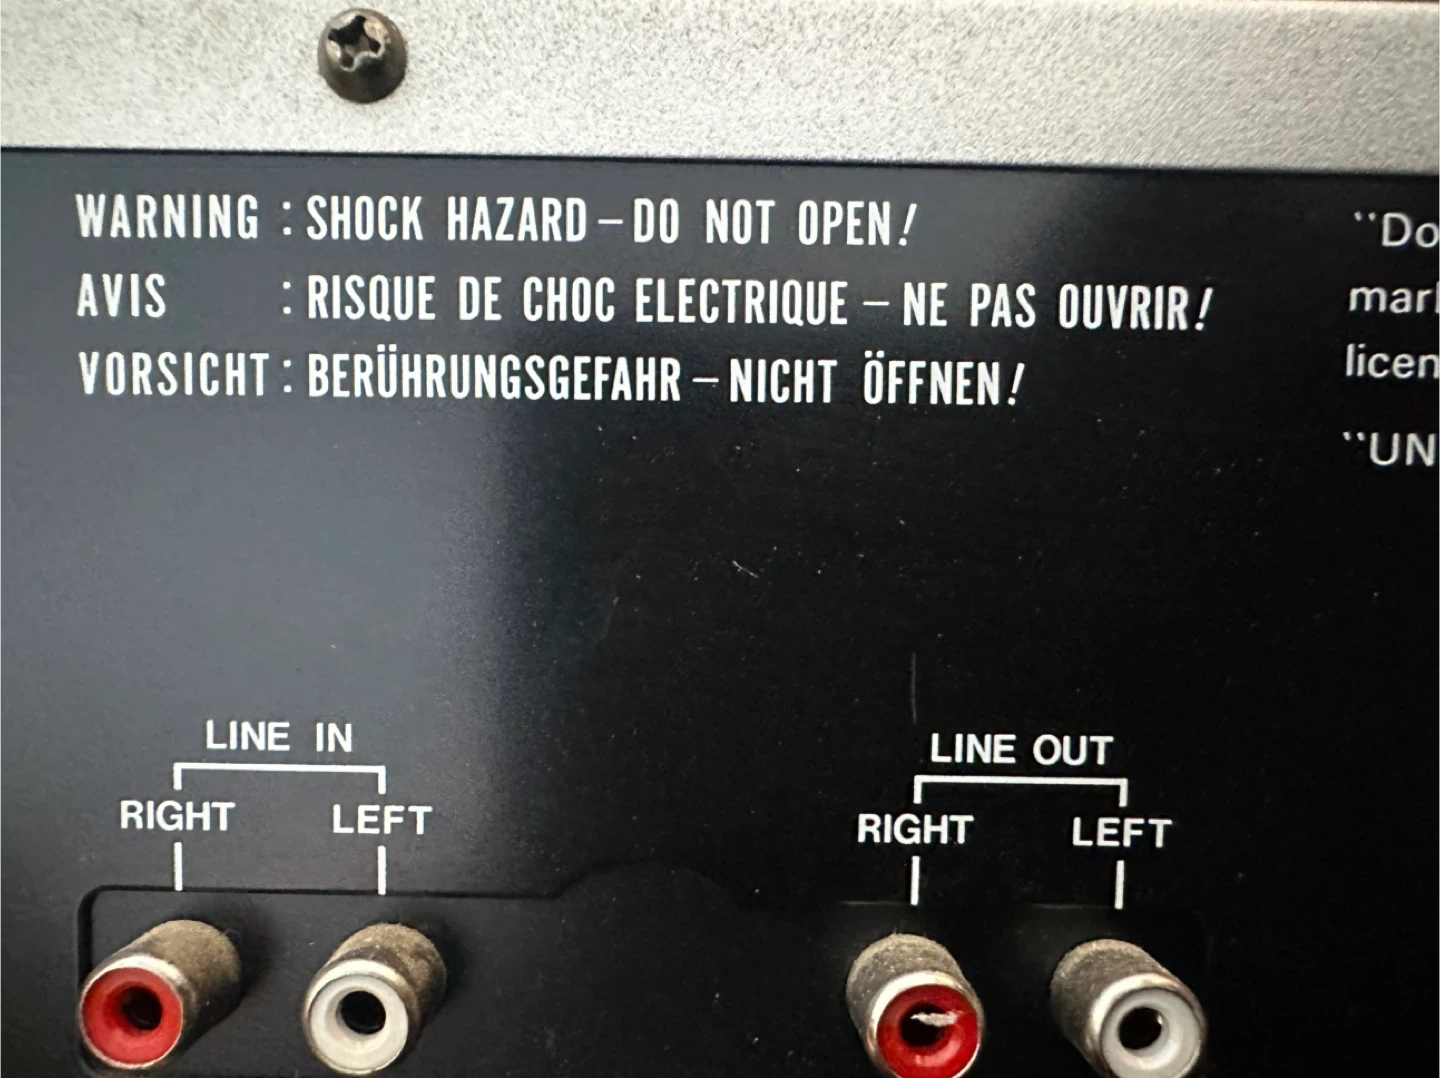 WARNING : SHOCK HAZARD – DO NOT OPEN!
AVIS : RISQUE DE CHOC ELECTRIQUE – NE PAS OUVRIR!
VORSICHT : BERÜHRUNGSGEFAHR – NICHT ÖFFNEN!
"Do
LINE IN
RIGHT LEFT
LINE OUT
RIGHT LEFT